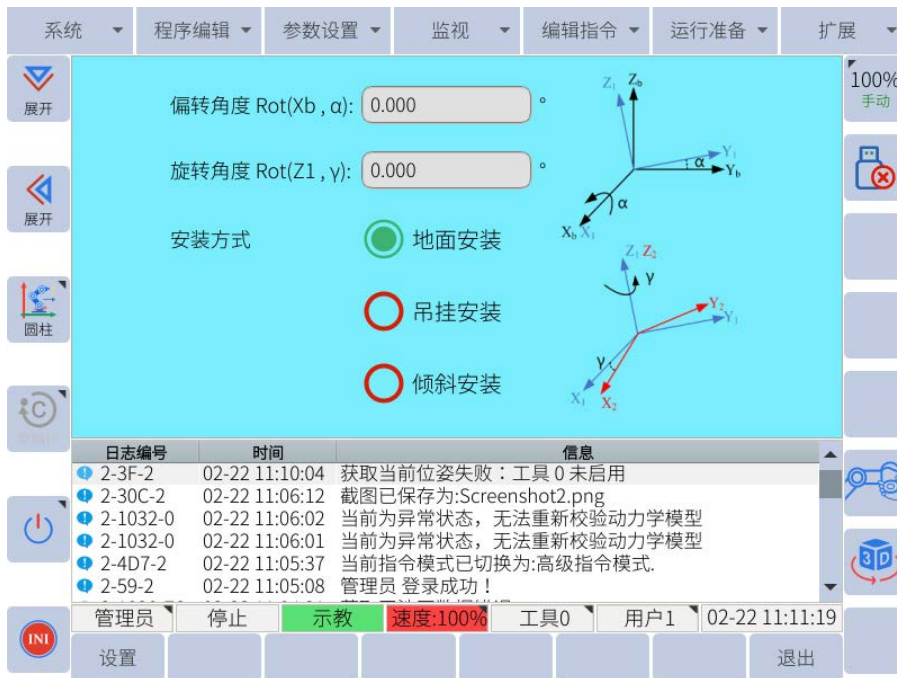 系统 程序编辑 参数设置 监视 编辑指令 运行准备 扩展
展开
偏转角度 Rot(Xb , α): 0.000 °
Z₁ Zb
Y₁
α
Yb
α
Xb X₁
100%
手动
展开
旋转角度 Rot(Z1 , γ): 0.000 °
安装方式
地面安装
吊挂安装
倾斜安装
Z₁ Z₂
γ
Y₂
Y₁
γ
X₁
X₂
圆柱
C
日志编号 时间 信息
2-3F-2 02-22 11:10:04 获取当前位姿失败：工具 0 未启用
2-30C-2 02-22 11:06:12 截图已保存为:Screenshot2.png
2-1032-0 02-22 11:06:02 当前为异常状态，无法重新校验动力学模型
2-1032-0 02-22 11:06:01 当前为异常状态，无法重新校验动力学模型
2-4D7-2 02-22 11:05:37 当前指令模式已切换为:高级指令模式.
2-59-2 02-22 11:05:08 管理员 登录成功！
3D
管理员 停止 示教 速度:100% 工具0 用户1 02-22 11:11:19
INI
设置 退出